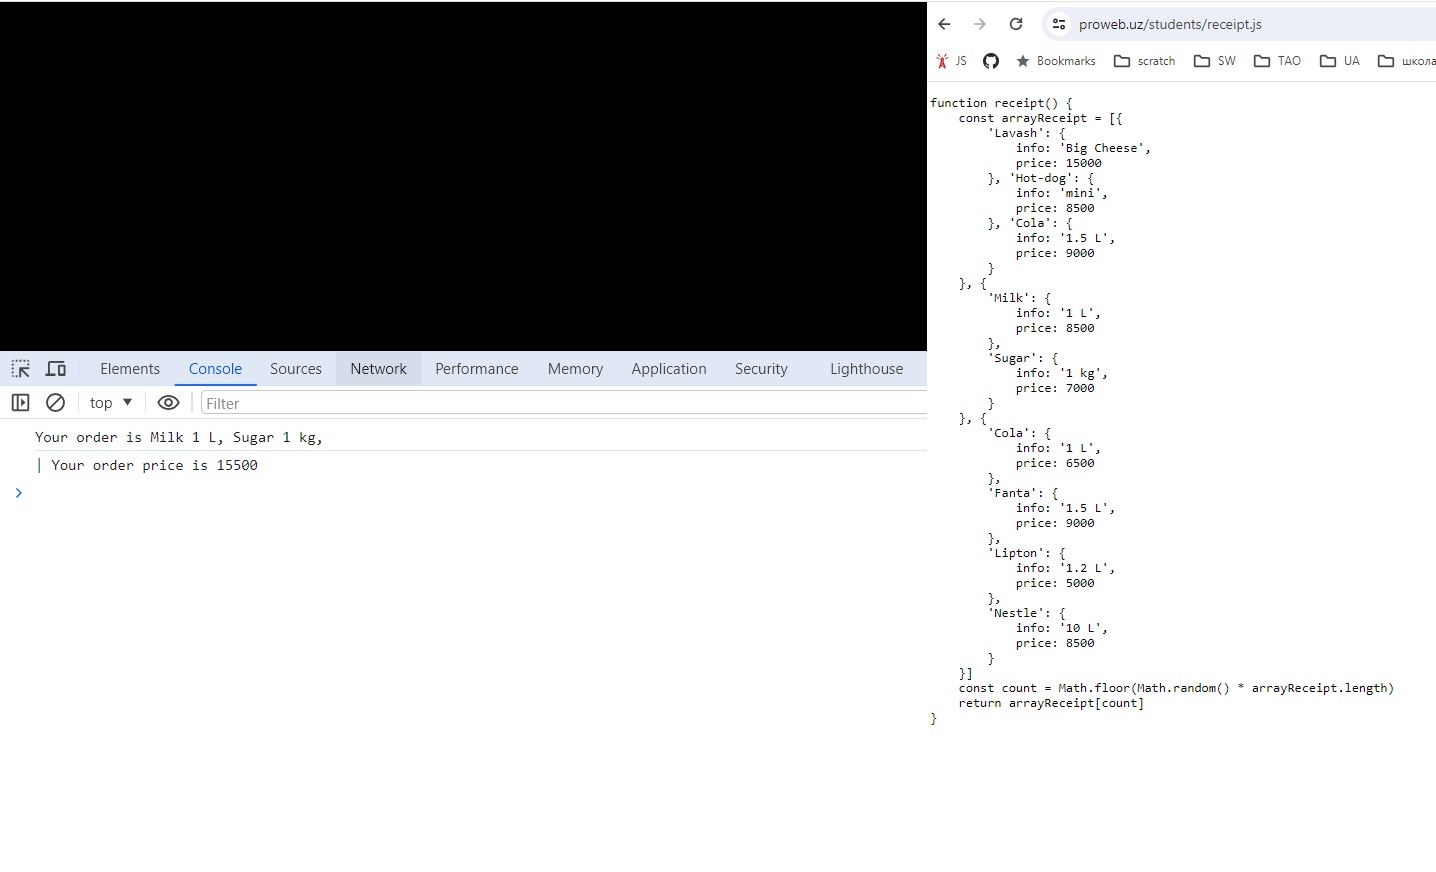 proweb.uz/students/receipt.js
JS Bookmarks scratch SW TAO UA школа
Elements Console Sources Network Performance Memory Application Security Lighthouse
top Filter
Your order is Milk 1 L, Sugar 1 kg,
| Your order price is 15500
>
function receipt() {
    const arrayReceipt = [{
        'Lavash': {
            info: 'Big Cheese',
            price: 15000
        }, 'Hot-dog': {
            info: 'mini',
            price: 8500
        }, 'Cola': {
            info: '1.5 L',
            price: 9000
        }
    }, {
        'Milk': {
            info: '1 L',
            price: 8500
        },
        'Sugar': {
            info: '1 kg',
            price: 7000
        }
    }, {
        'Cola': {
            info: '1 L',
            price: 6500
        },
        'Fanta': {
            info: '1.5 L',
            price: 9000
        },
        'Lipton': {
            info: '1.2 L',
            price: 5000
        },
        'Nestle': {
            info: '10 L',
            price: 8500
        }
    }]
    const count = Math.floor(Math.random() * arrayReceipt.length)
    return arrayReceipt[count]
}